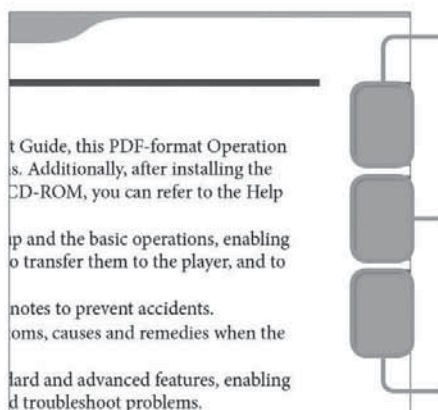 t Guide, this PDF-format Operation
s. Additionally, after installing the
CD-ROM, you can refer to the Help
up and the basic operations, enabling
o transfer them to the player, and to
notes to prevent accidents.
oms, causes and remedies when the
dard and advanced features, enabling
d troubleshoot problems.